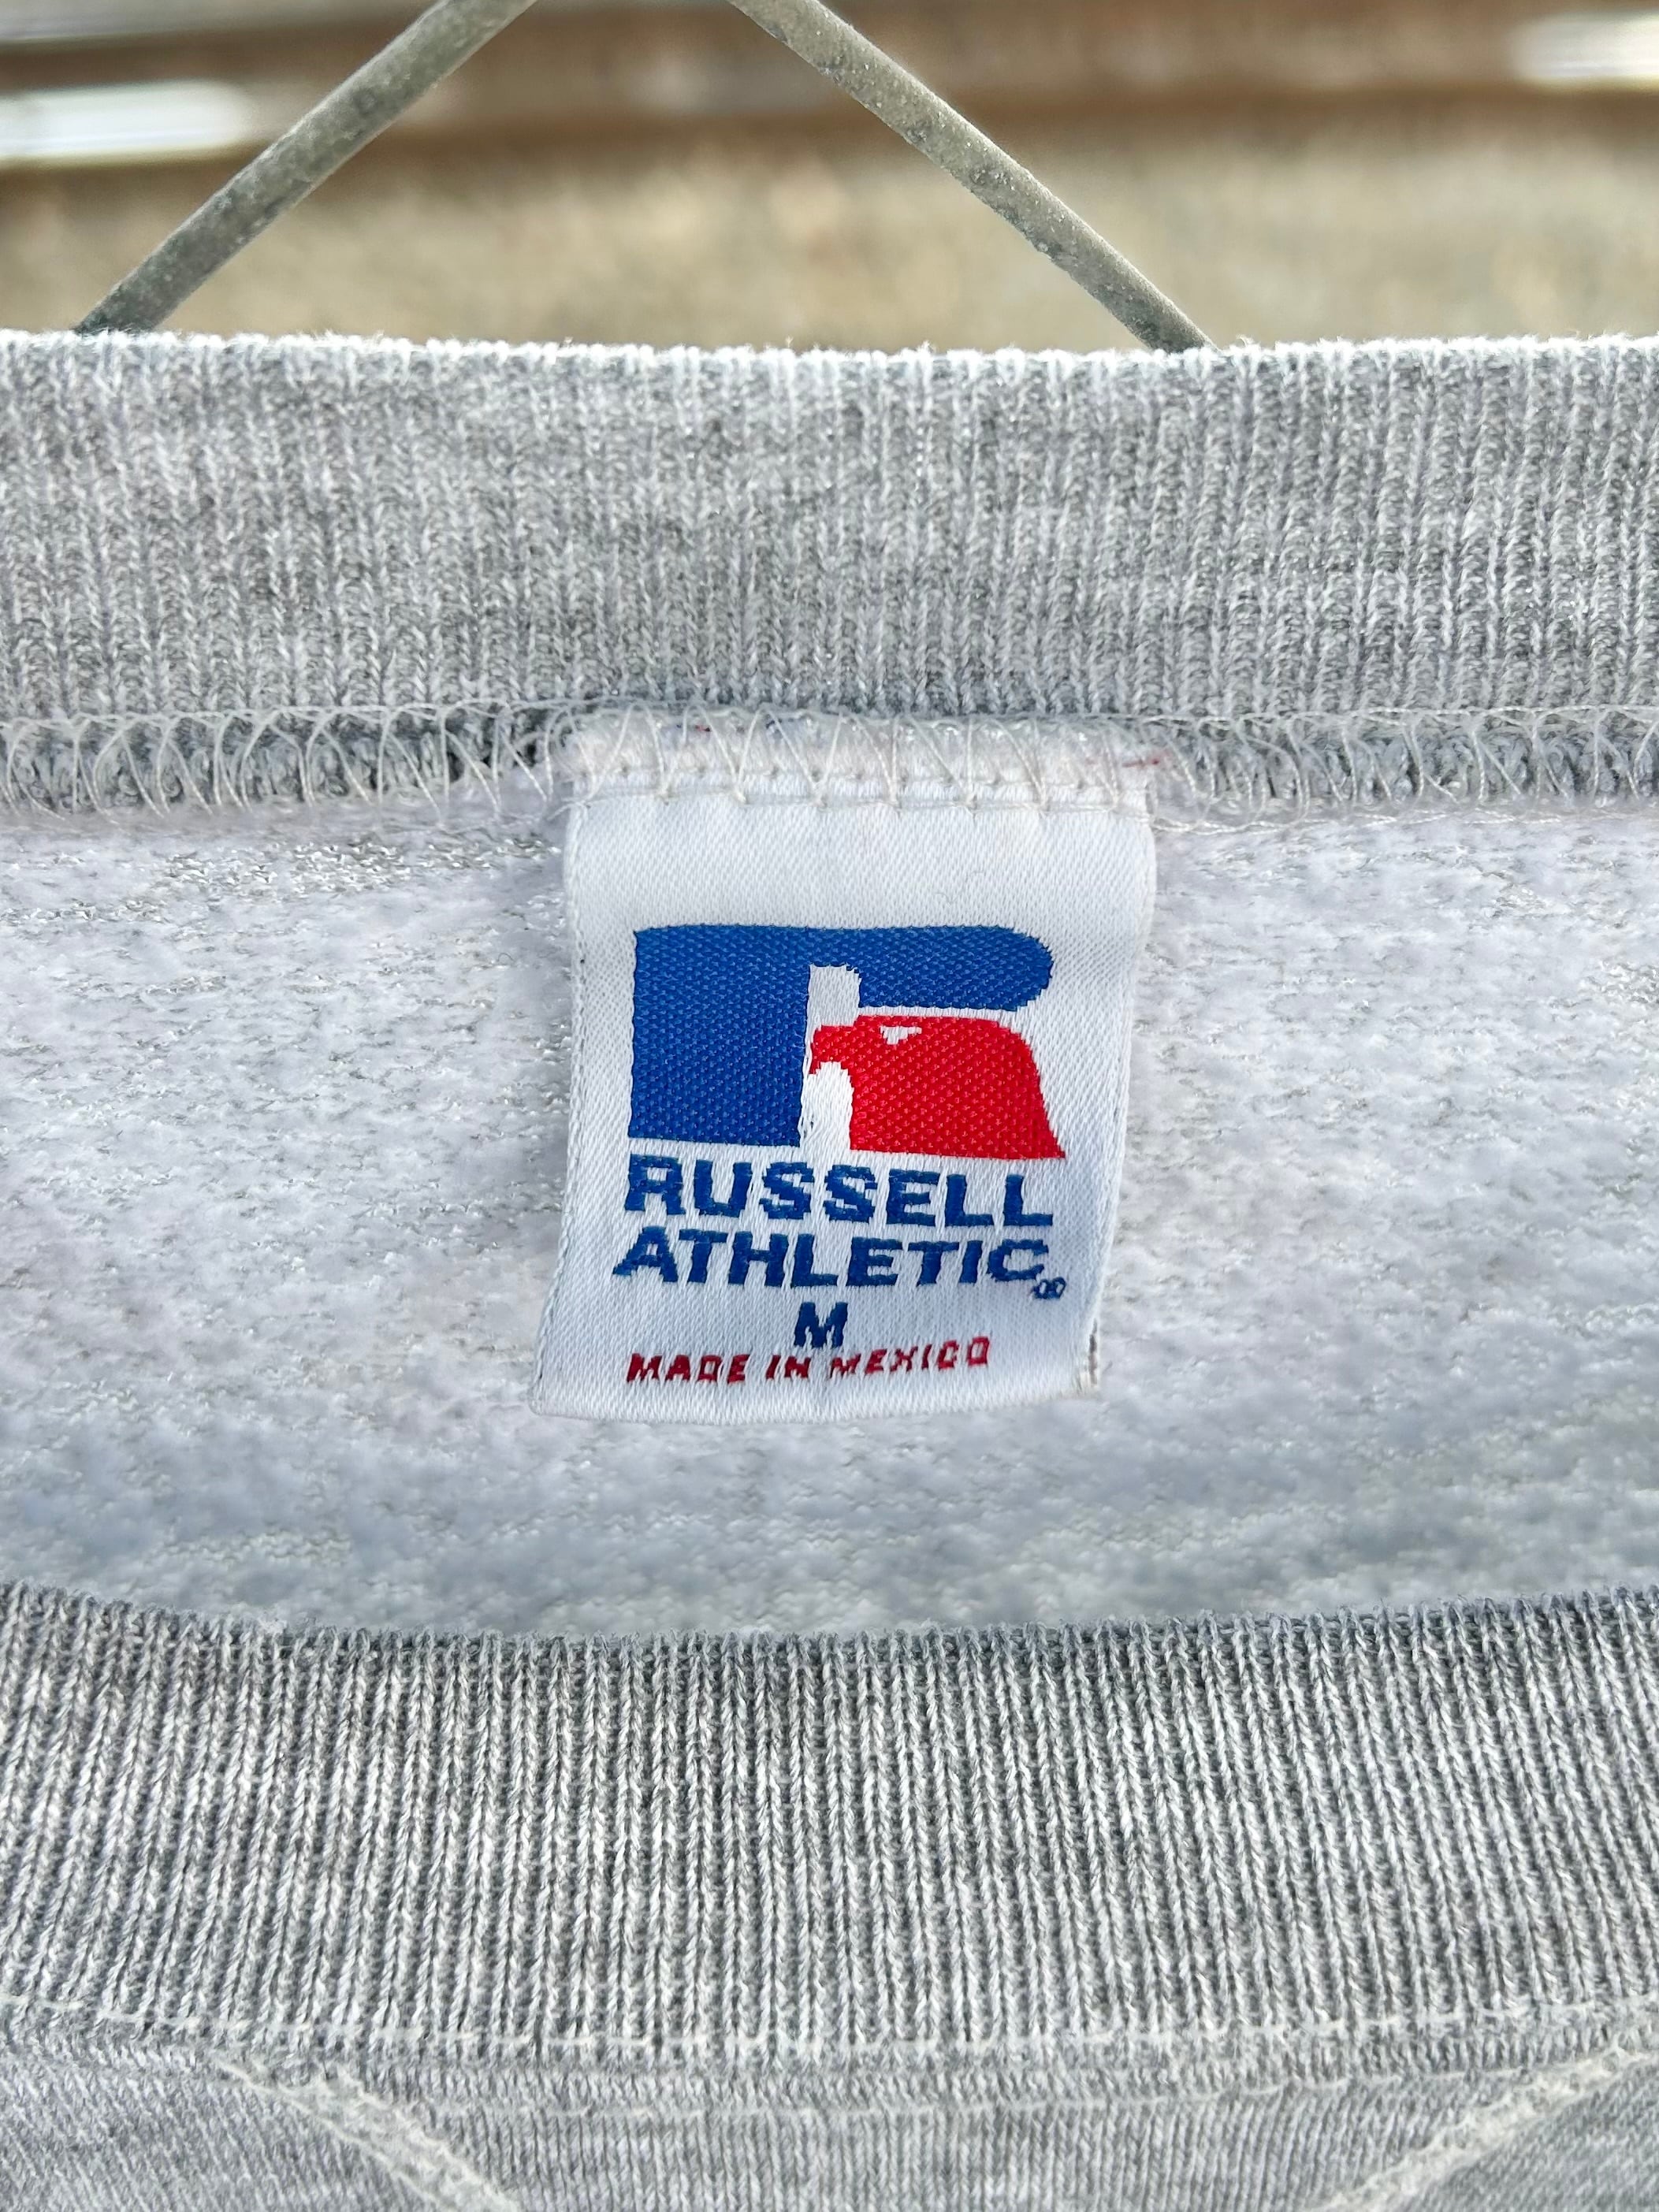 RUSSELL
ATHLETIC®
M
MADE IN MEXICO